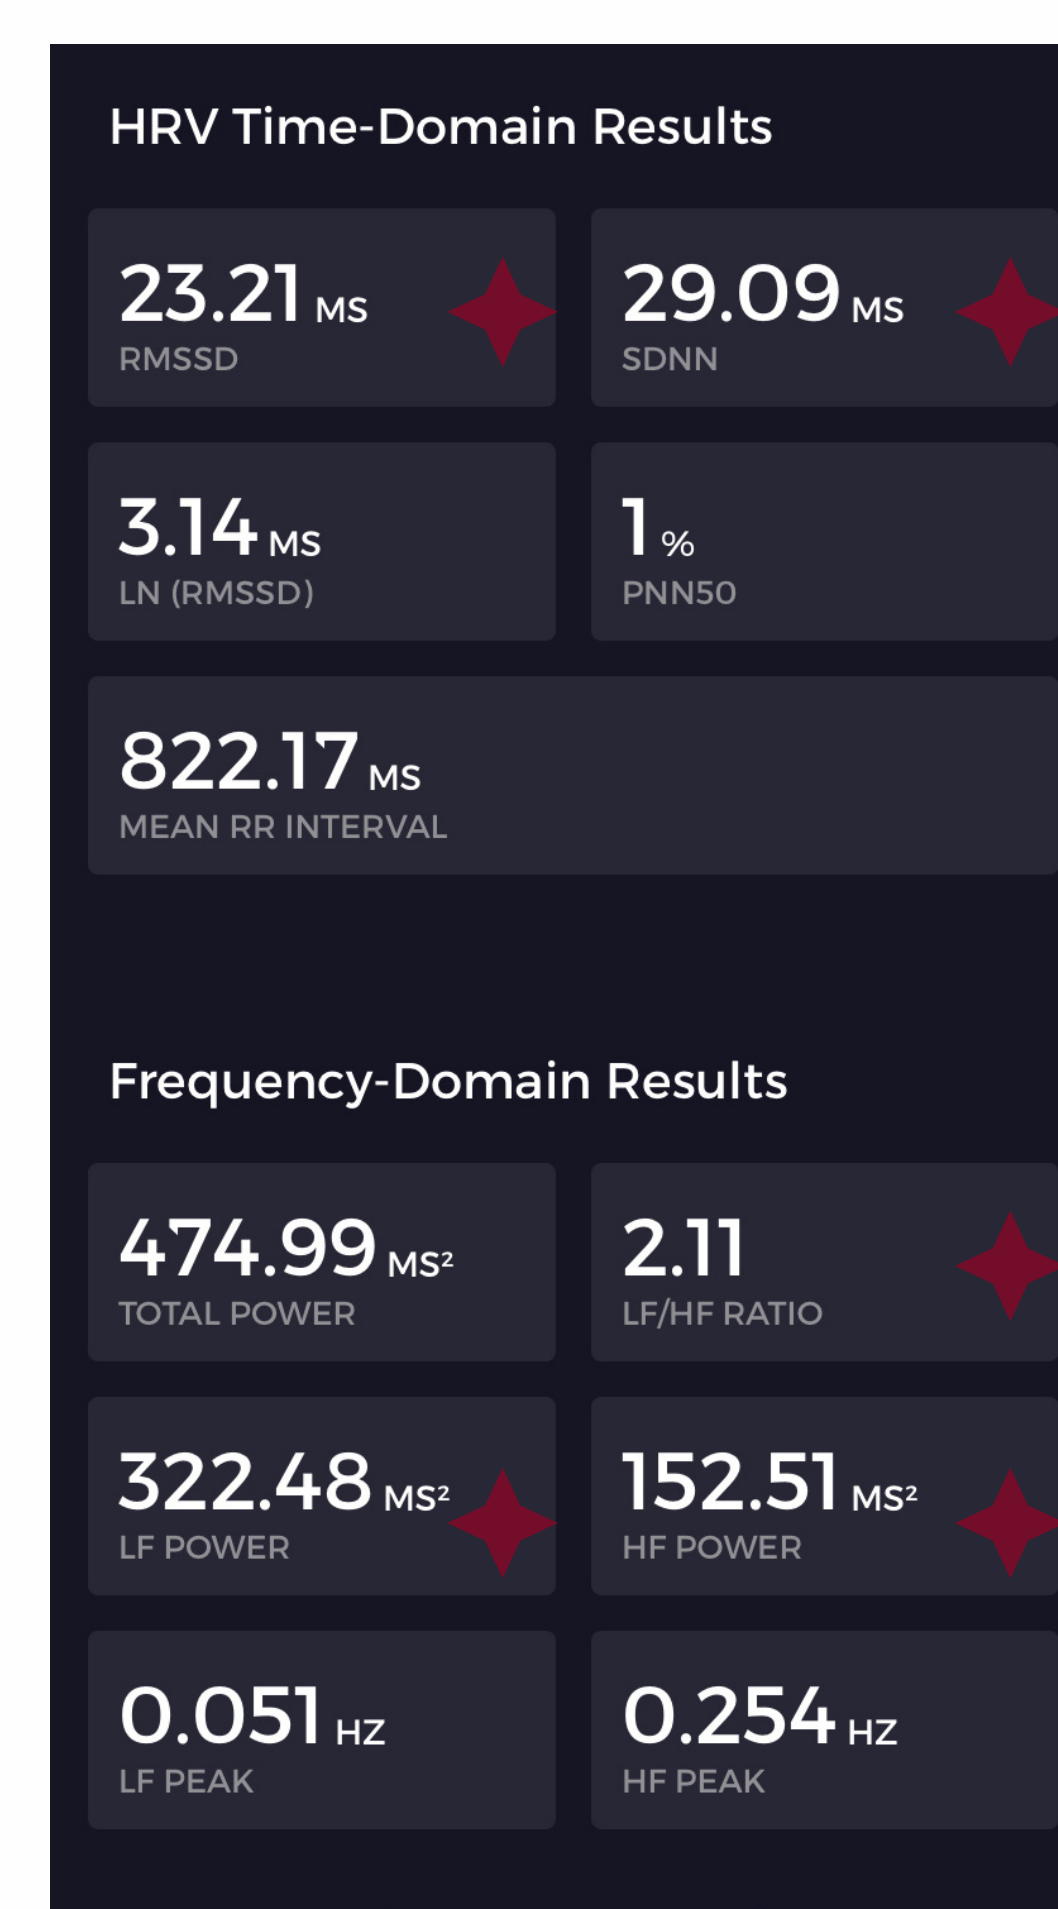 HRV Time-Domain Results
23.21 MS
RMSSD
29.09 MS
SDNN
3.14 MS
LN (RMSSD)
1 %
PNN50
822.17 MS
MEAN RR INTERVAL
Frequency-Domain Results
474.99 MS²
TOTAL POWER
2.11
LF/HF RATIO
322.48 MS²
LF POWER
152.51 MS²
HF POWER
0.051 HZ
LF PEAK
0.254 HZ
HF PEAK